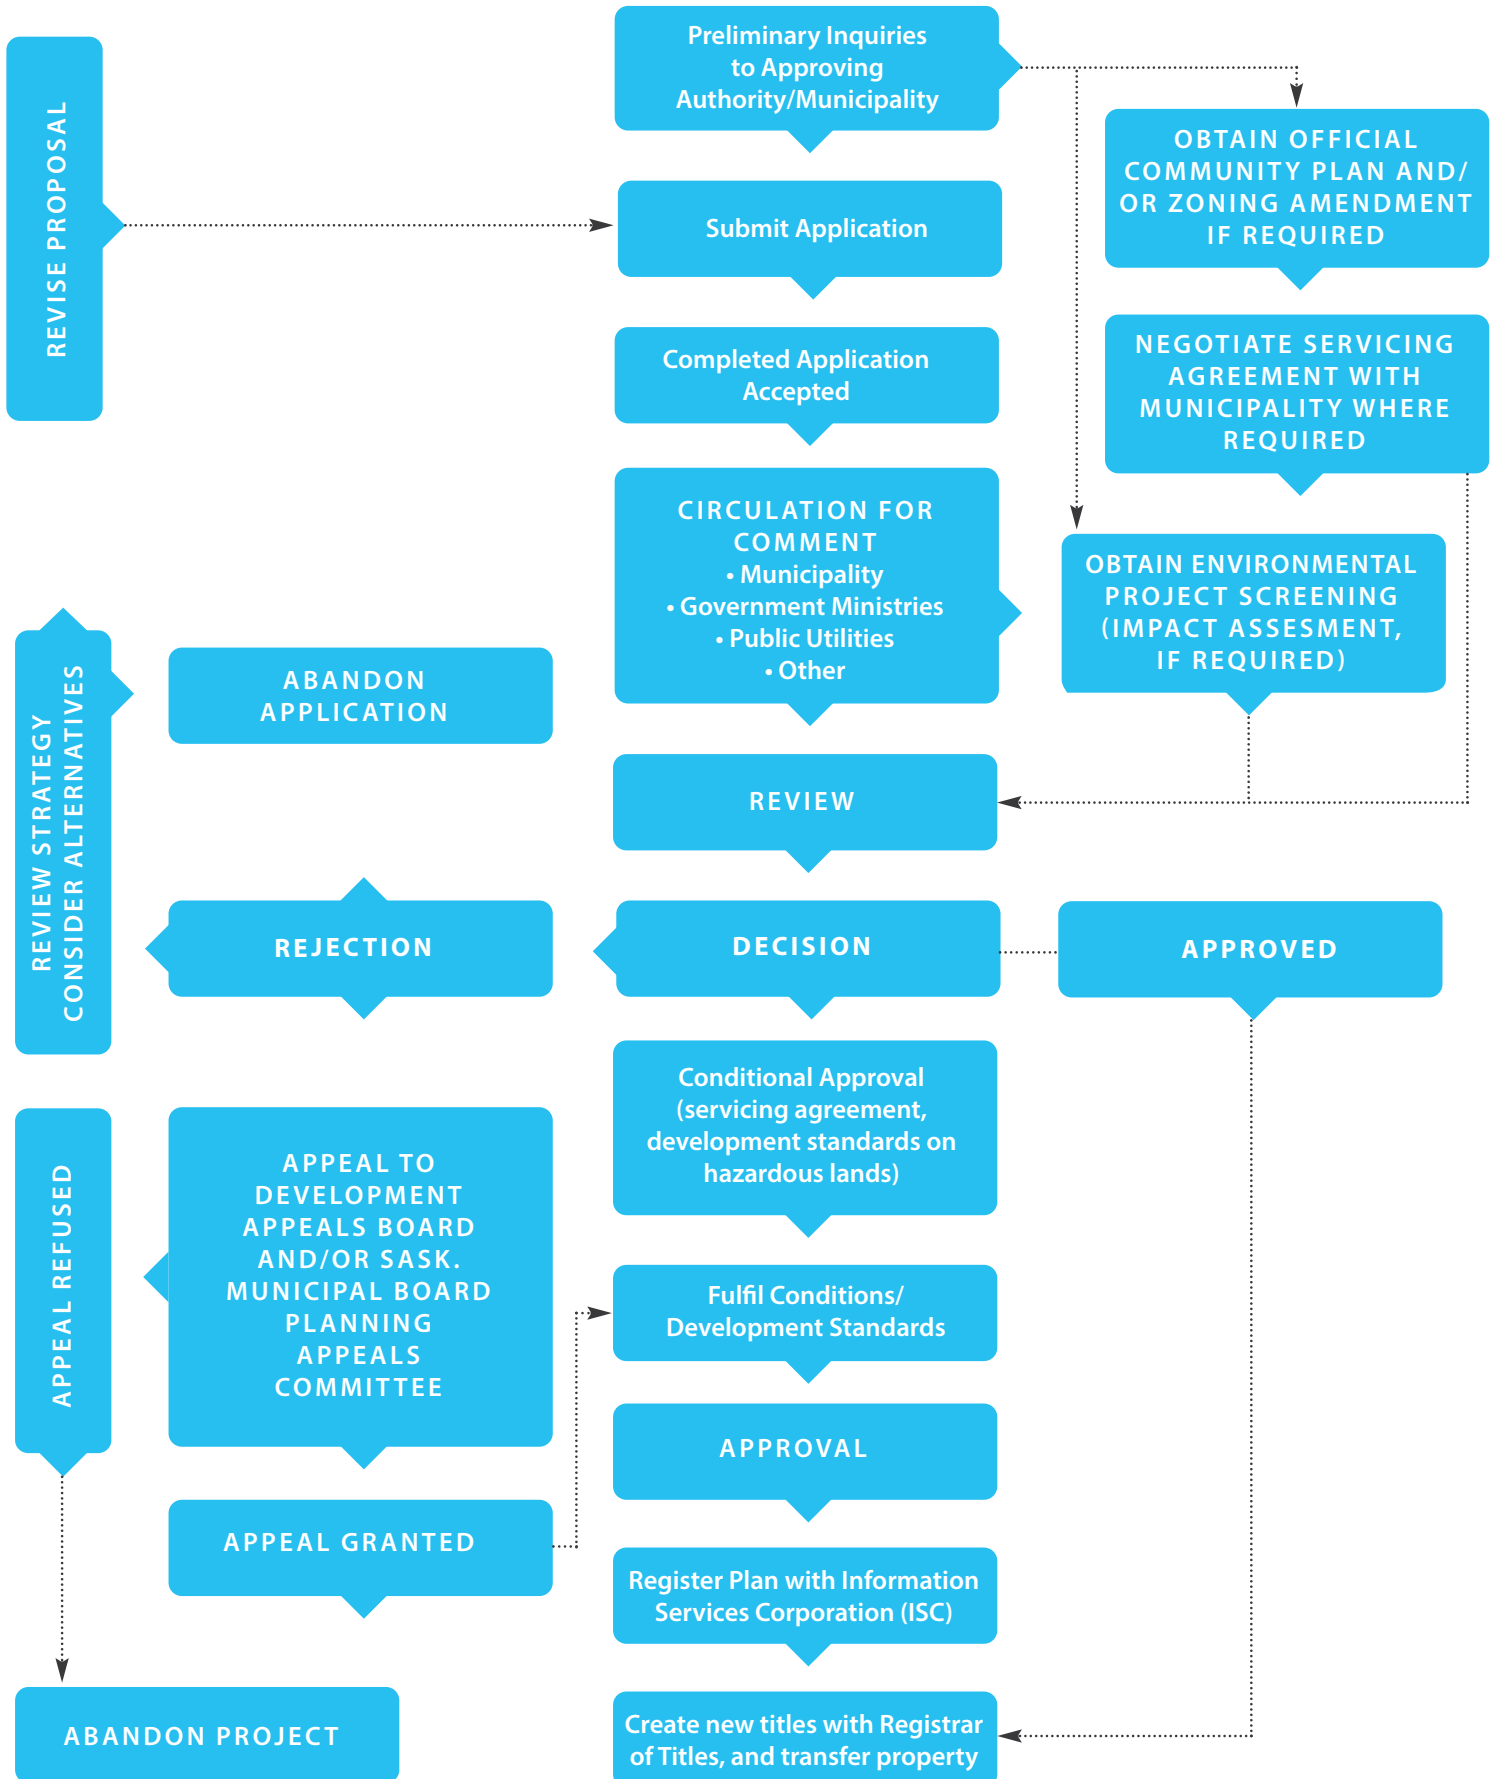 Preliminary Inquiries
to Approving
Authority/Municipality
REVISE PROPOSAL
OBTAIN OFFICIAL
COMMUNITY PLAN AND/
OR ZONING AMENDMENT
IF REQUIRED
Submit Application
NEGOTIATE SERVICING
AGREEMENT WITH
MUNICIPALITY WHERE
REQUIRED
Completed Application
Accepted
CIRCULATION FOR
COMMENT
• Municipality
• Government Ministries
• Public Utilities
• Other
OBTAIN ENVIRONMENTAL
PROJECT SCREENING
(IMPACT ASSESMENT,
IF REQUIRED)
REVIEW STRATEGY
CONSIDER ALTERNATIVES
ABANDON
APPLICATION
REVIEW
REJECTION
DECISION
APPROVED
Conditional Approval
(servicing agreement,
development standards on
hazardous lands)
APPEAL REFUSED
APPEAL TO
DEVELOPMENT
APPEALS BOARD
AND/OR SASK.
MUNICIPAL BOARD
PLANNING
APPEALS
COMMITTEE
Fulfil Conditions/
Development Standards
APPROVAL
APPEAL GRANTED
Register Plan with Information
Services Corporation (ISC)
ABANDON PROJECT
Create new titles with Registrar
of Titles, and transfer property